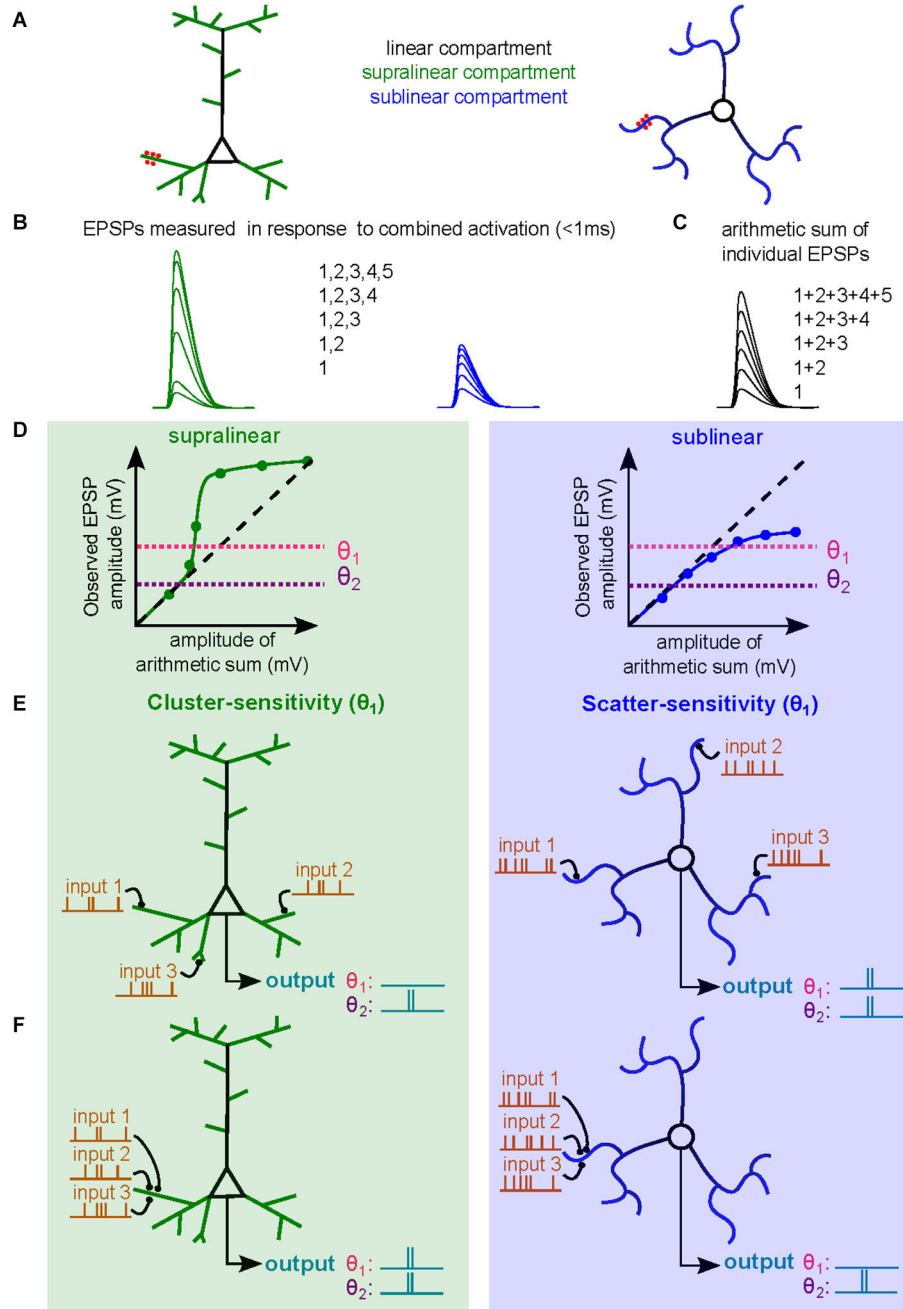 A
linear compartment
supralinear compartment
sublinear compartment
B
EPSPs measured in response to combined activation (<1ms)
1,2,3,4,5
1,2,3,4
1,2,3
1,2
1
C
arithmetic sum of
individual EPSPs
1+2+3+4+5
1+2+3+4
1+2+3
1+2
1
D
supralinear
Observed EPSP
amplitude (mV)
θ1
θ2
amplitude of
arithmetic sum (mV)
sublinear
Observed EPSP
amplitude (mV)
θ1
θ2
amplitude of
arithmetic sum (mV)
E
Cluster-sensitivity (θ1)
input 1
input 2
input 3
output
θ1:
θ2:
Scatter-sensitivity (θ1)
input 2
input 1
input 3
output
θ1:
θ2:
F
input 1
input 2
input 3
output
θ1:
θ2:
input 1
input 2
input 3
output
θ1:
θ2: